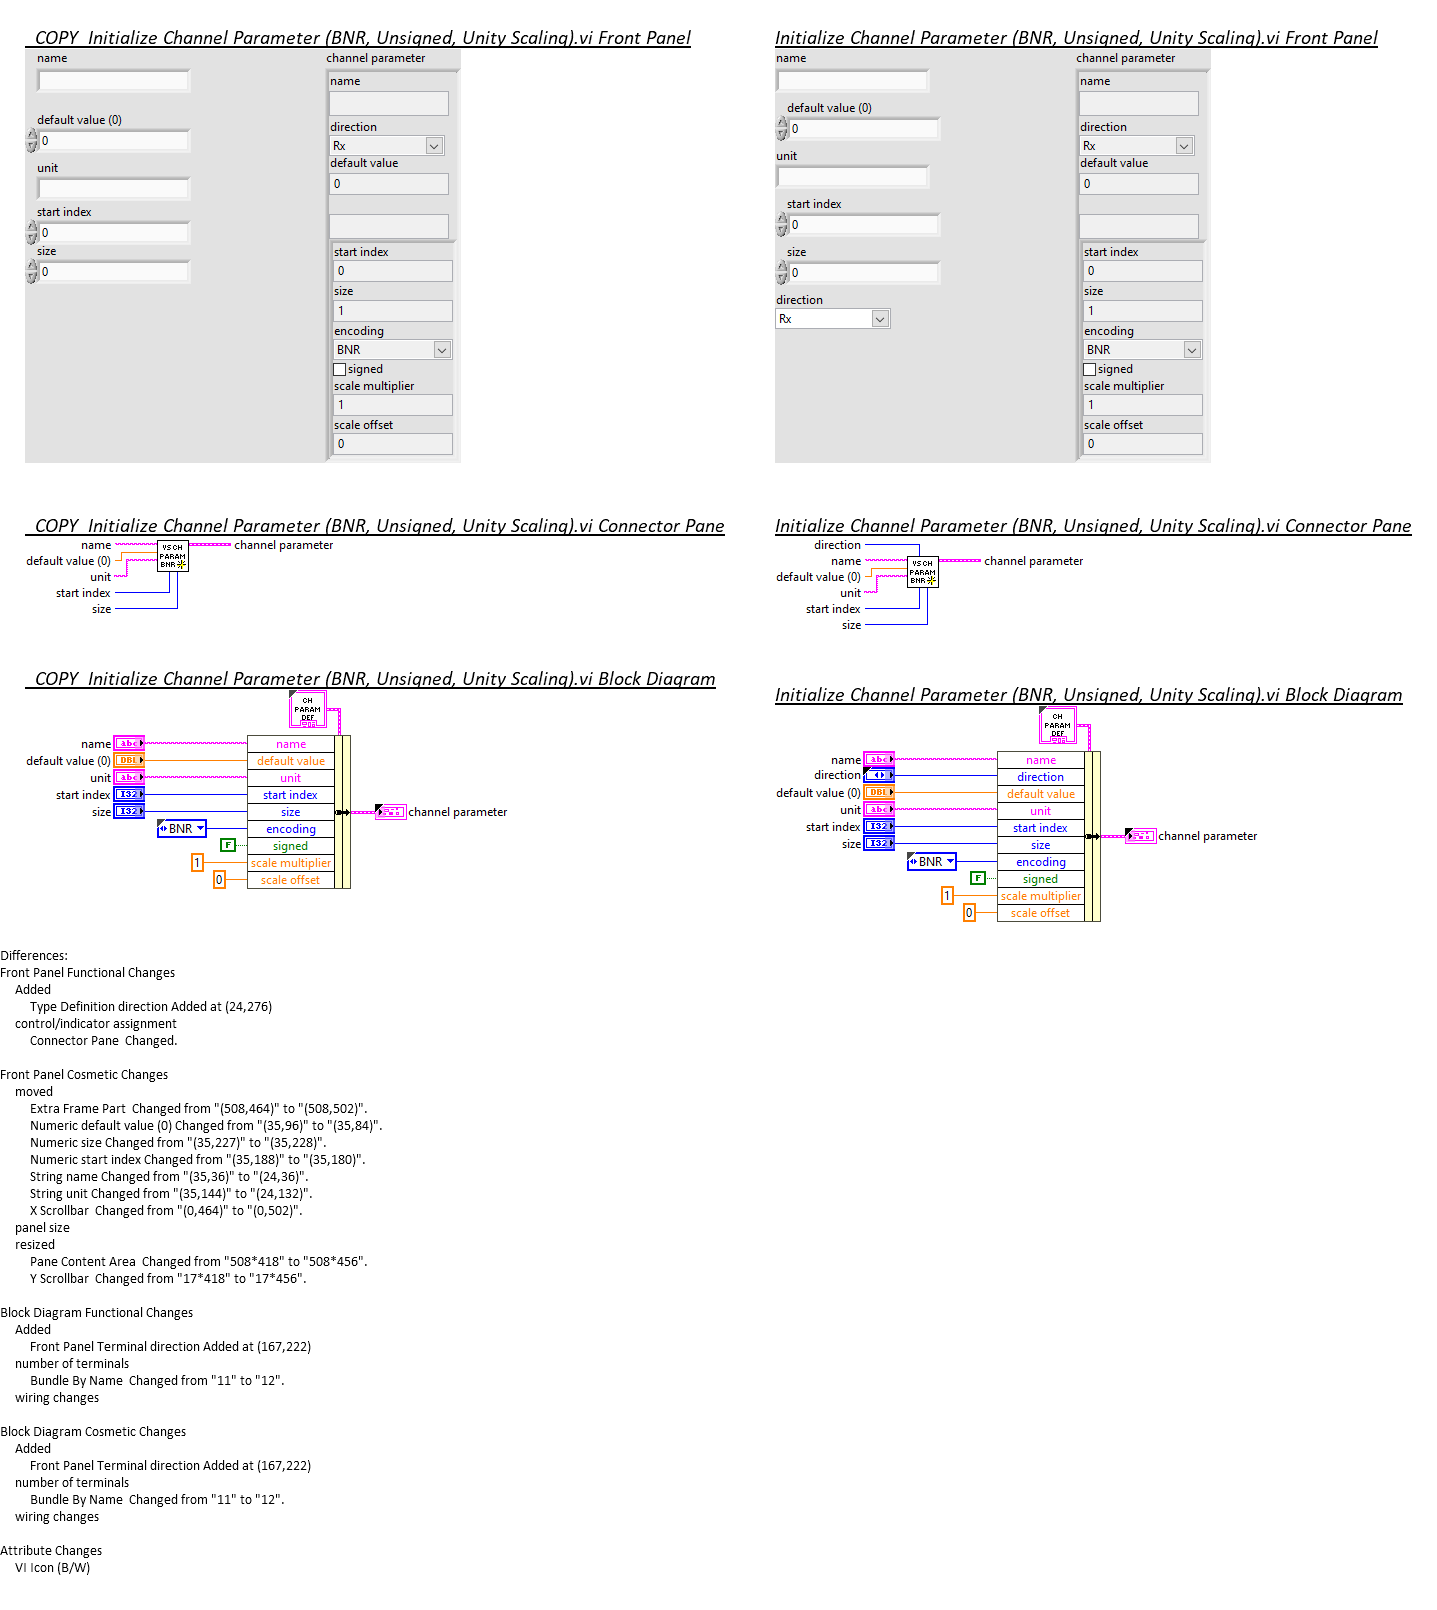 COPY  Initialize Channel Parameter (BNR, Unsigned, Unity Scaling).vi Front Panel
name
default value (0)
0
unit
start index
0
size
0
channel parameter
name
direction
Rx
default value
0
start index
0
size
1
encoding
BNR
signed
scale multiplier
1
scale offset
0
Initialize Channel Parameter (BNR, Unsigned, Unity Scaling).vi Front Panel
name
default value (0)
0
unit
start index
0
size
0
direction
Rx
channel parameter
name
direction
Rx
default value
0
start index
0
size
1
encoding
BNR
signed
scale multiplier
1
scale offset
0
COPY  Initialize Channel Parameter (BNR, Unsigned, Unity Scaling).vi Connector Pane
name
default value (0)
unit
start index
size
VS CH
PARAM
BNR
channel parameter
Initialize Channel Parameter (BNR, Unsigned, Unity Scaling).vi Connector Pane
direction
name
default value (0)
unit
start index
size
VS CH
PARAM
BNR
channel parameter
COPY  Initialize Channel Parameter (BNR, Unsigned, Unity Scaling).vi Block Diagram
CH
PARAM
DEF
name abc name
default value (0) DBL default value
unit abc unit
start index I32 start index
size I32 size
channel parameter
BNR encoding
F signed
1 scale multiplier
0 scale offset
Initialize Channel Parameter (BNR, Unsigned, Unity Scaling).vi Block Diagram
CH
PARAM
DEF
name abc name
direction direction
default value (0) DBL default value
unit abc unit
start index I32 start index
channel parameter
size I32 size
BNR encoding
F signed
1 scale multiplier
0 scale offset
Differences:
Front Panel Functional Changes
Added
Type Definition direction Added at (24,276)
control/indicator assignment
Connector Pane  Changed.
Front Panel Cosmetic Changes
moved
Extra Frame Part  Changed from "(508,464)" to "(508,502)".
Numeric default value (0) Changed from "(35,96)" to "(35,84)".
Numeric size Changed from "(35,227)" to "(35,228)".
Numeric start index Changed from "(35,188)" to "(35,180)".
String name Changed from "(35,36)" to "(24,36)".
String unit Changed from "(35,144)" to "(24,132)".
X Scrollbar  Changed from "(0,464)" to "(0,502)".
panel size
resized
Pane Content Area  Changed from "508*418" to "508*456".
Y Scrollbar  Changed from "17*418" to "17*456".
Block Diagram Functional Changes
Added
Front Panel Terminal direction Added at (167,222)
number of terminals
Bundle By Name  Changed from "11" to "12".
wiring changes
Block Diagram Cosmetic Changes
Added
Front Panel Terminal direction Added at (167,222)
number of terminals
Bundle By Name  Changed from "11" to "12".
wiring changes
Attribute Changes
VI Icon (B/W)